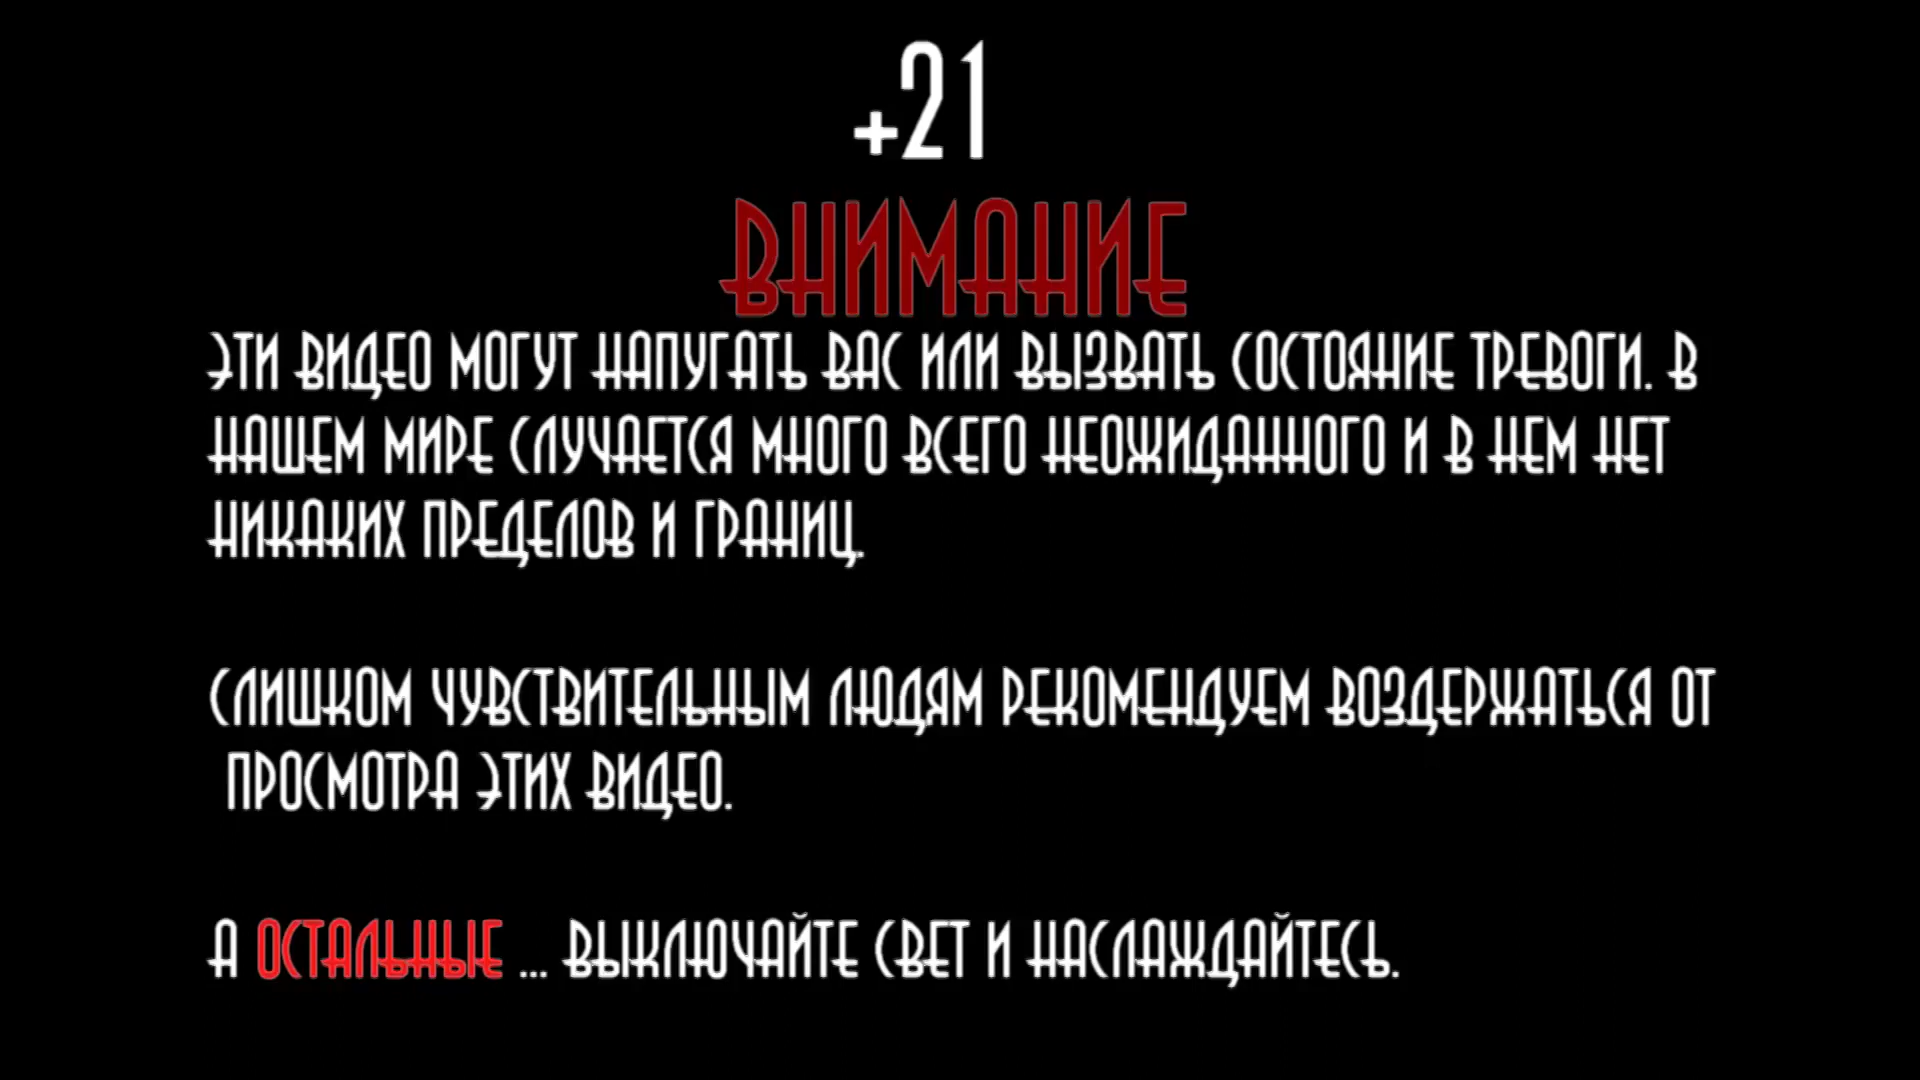 +21
ВНИМАНИЕ
ЭТИ ВИДЕО МОГУТ НАПУГАТЬ ВАС ИЛИ ВЫЗВАТЬ СОСТОЯНИЕ ТРЕВОГИ. В
НАШЕМ МИРЕ СЛУЧАЕТСЯ МНОГО ВСЕГО НЕОЖИДАННОГО И В НЕМ НЕТ
НИКАКИХ ПРЕДЕЛОВ И ГРАНИЦ.
СЛИШКОМ ЧУВСТВИТЕЛЬНЫМ ЛЮДЯМ РЕКОМЕНДУЕМ ВОЗДЕРЖАТЬСЯ ОТ
ПРОСМОТРА ЭТИХ ВИДЕО.
А ОСТАЛЬНЫЕ ... ВЫКЛЮЧАЙТЕ СВЕТ И НАСЛАЖДАЙТЕСЬ.